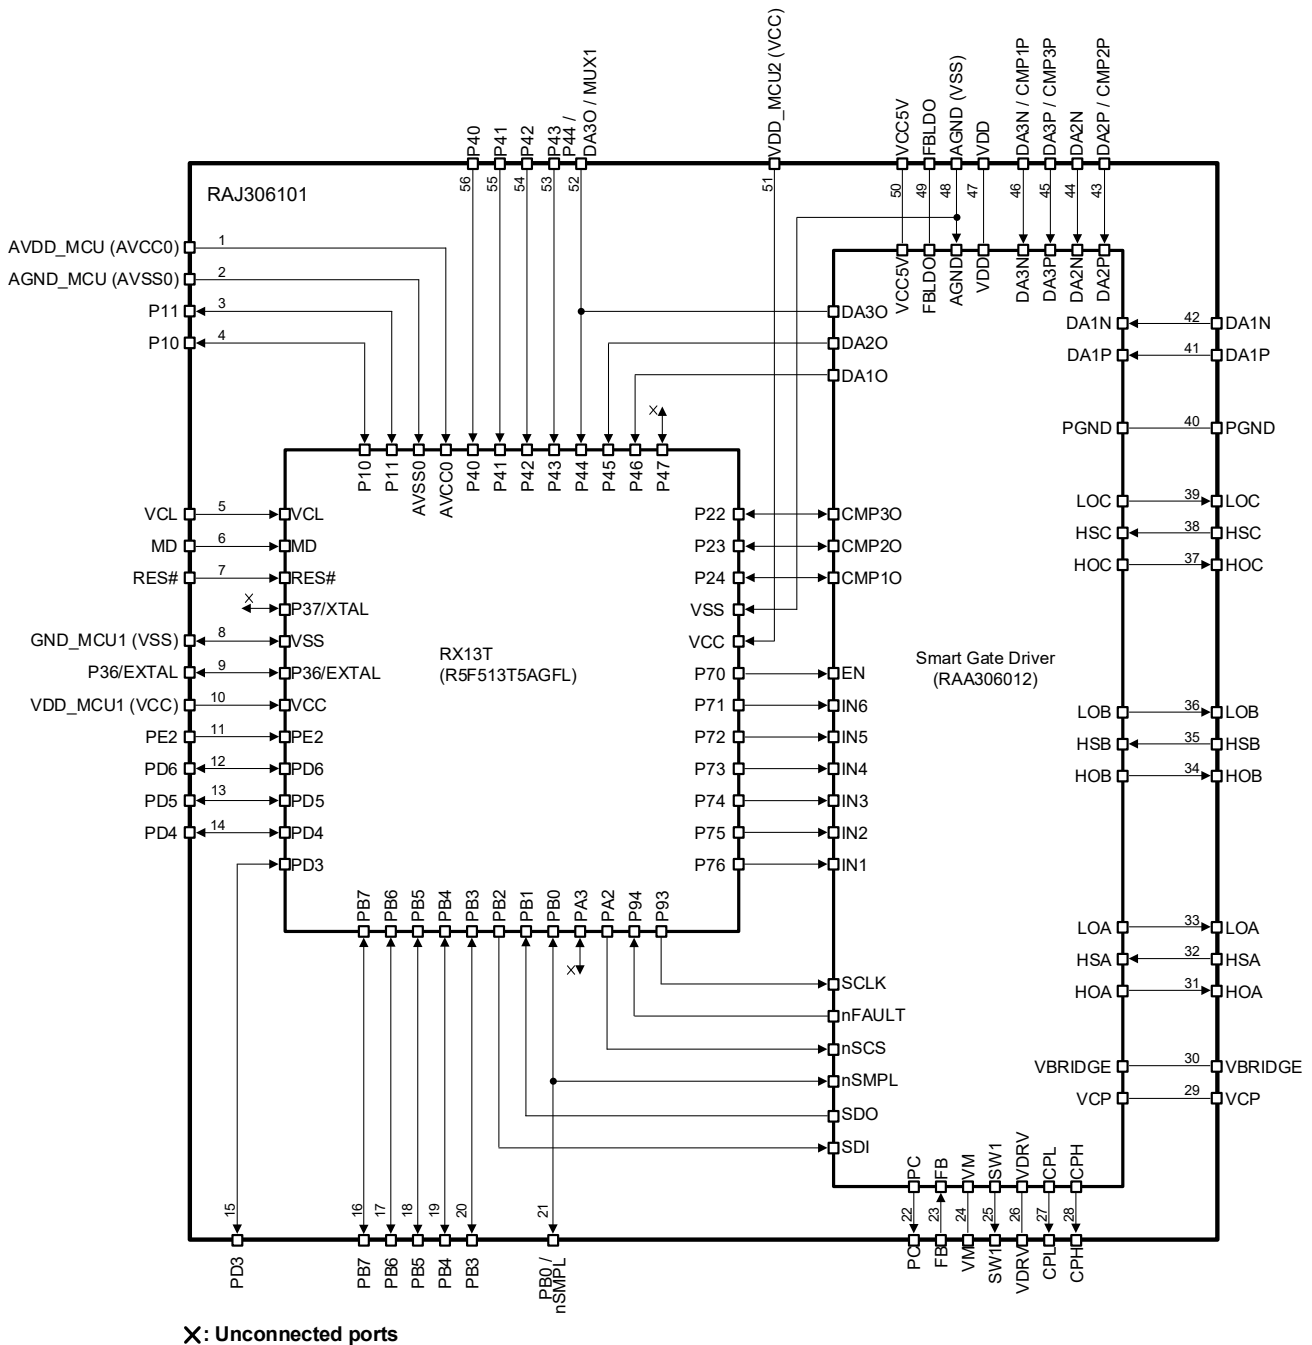 P40
P41
P42
P43
P44 /
DA3O / MUX1
VDD_MCU2 (VCC)
VCC5V
FBLDO
AGND (VSS)
VDD
DA3N / CMP1P
DA3P / CMP3P
DA2N
DA2P / CMP2P
56
55
54
53
52
51
50
49
48
47
46
45
44
43
RAJ306101
AVDD_MCU (AVCC0)
1
AGND_MCU (AVSS0)
2
P11
3
P10
4
VCC5V
FBLDO
AGND
VDD
DA3N
DA3P
DA2N
DA2P
DA3O
DA2O
DA1O
DA1N
42
DA1N
DA1P
41
DA1P
PGND
40
PGND
X
P10
P11
AVSS0
AVCC0
P40
P41
P42
P43
P44
P45
P46
P47
VCL
5
VCL
MD
6
MD
RES#
7
RES#
X
P37/XTAL
GND_MCU1 (VSS)
8
VSS
P36/EXTAL
9
P36/EXTAL
VDD_MCU1 (VCC)
10
VCC
PE2
11
PE2
PD6
12
PD6
PD5
13
PD5
PD4
14
PD4
PD3
RX13T
(R5F513T5AGFL)
P22
P23
P24
VSS
VCC
P70
P71
P72
P73
P74
P75
P76
CMP3O
CMP2O
CMP1O
EN
IN6
IN5
IN4
IN3
IN2
IN1
Smart Gate Driver
(RAA306012)
LOC
39
LOC
HSC
38
HSC
HOC
37
HOC
LOB
36
LOB
HSB
35
HSB
HOB
34
HOB
LOA
33
LOA
HSA
32
HSA
HOA
31
HOA
VBRIDGE
30
VBRIDGE
VCP
29
VCP
PB7
PB6
PB5
PB4
PB3
PB2
PB1
PB0
PA3
PA2
P94
P93
X
SCLK
nFAULT
nSCS
nSMPL
SDO
SDI
PC
FB
VM
SW1
VDRV
CPL
CPH
15
16
17
18
19
20
21
22
23
24
25
26
27
28
PD3
PB7
PB6
PB5
PB4
PB3
PB0 /
nSMPL
PC
FB
VM
SW1
VDRV
CPL
CPH
X: Unconnected ports